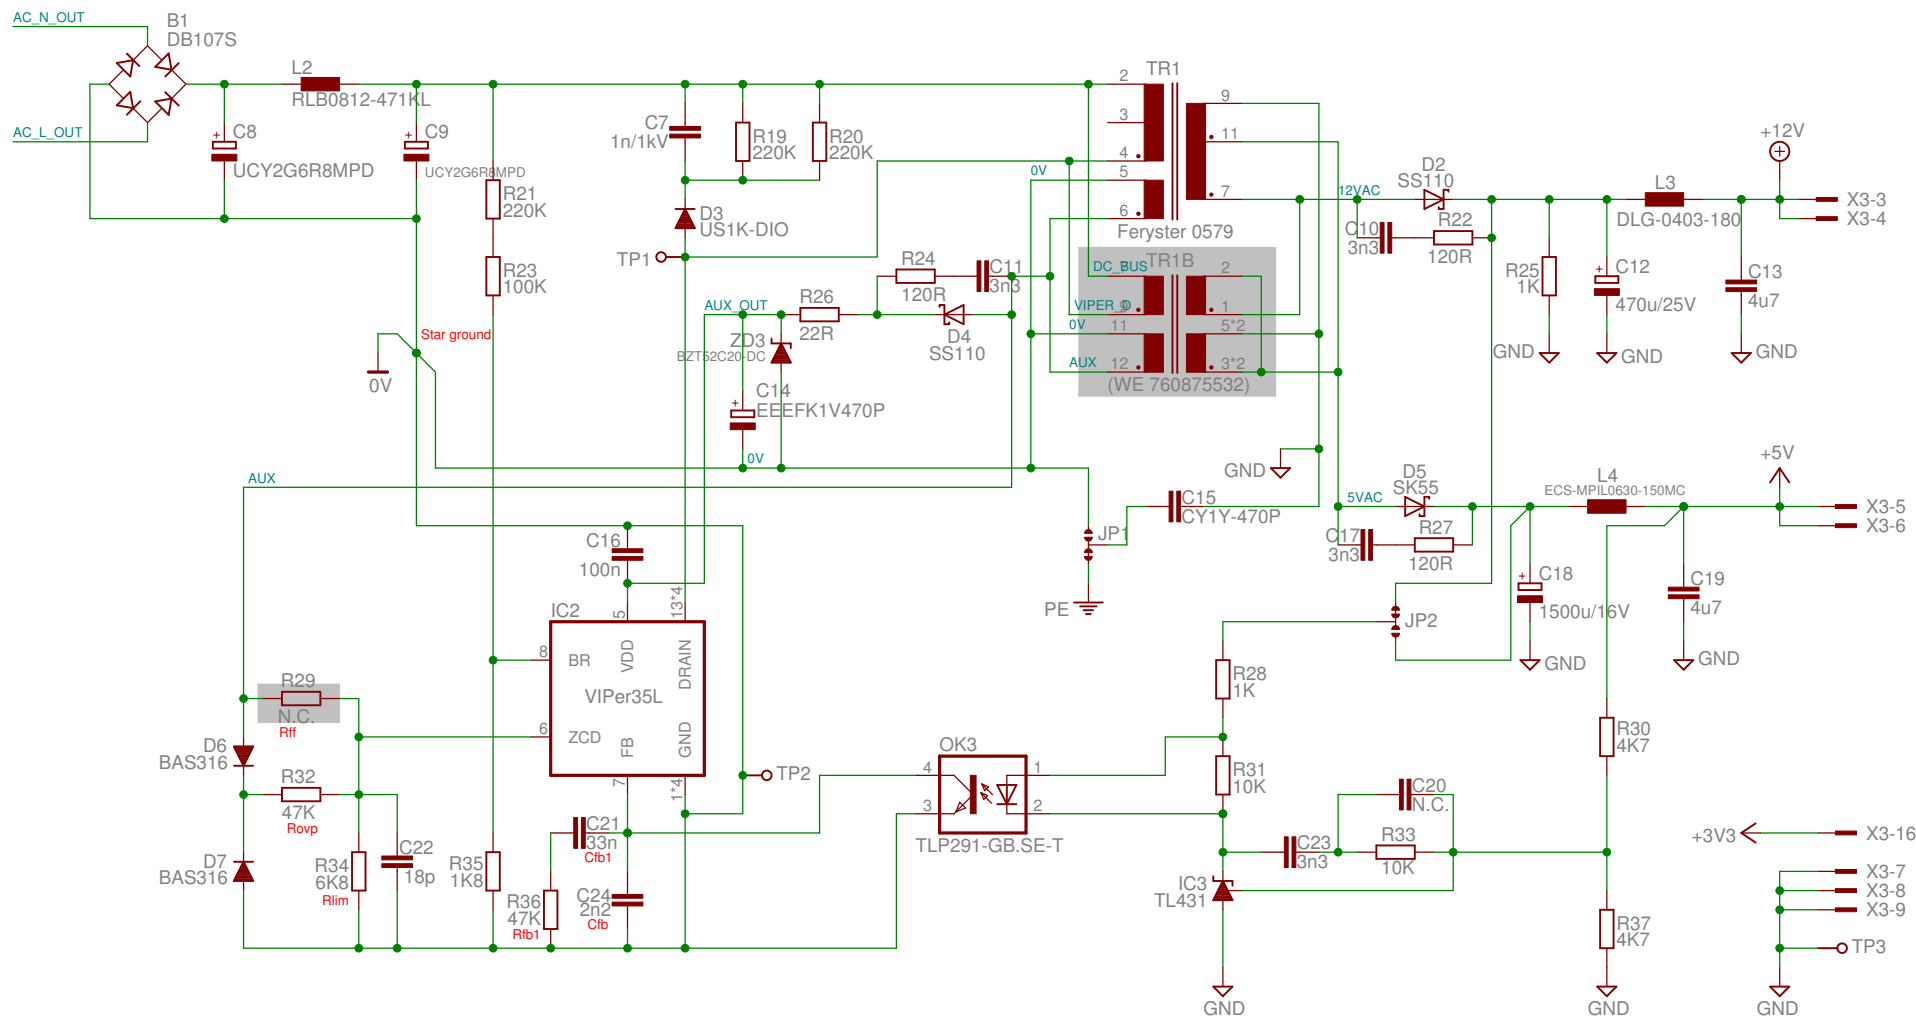 AC_N_OUT
B1
DB107S
L2
RLB0812-471KL
AC_L_OUT
+
C8
UCY2G6R8MPD
+
C9
UCY2G6R8MPD
C7
1n/1kV
R19
220K
R20
220K
R21
220K
R23
100K
D3
US1K-DIO
TP1
TR1
2
3
4
5
6
9
11
7
0V
Feryster 0579
TR1B
DC_BUS
VIPER_D
0V
11
AUX
12
2
1
5*2
3*2
(WE 760875532)
12VAC
D2
SS110
C10
3n3
R22
120R
R25
1K
GND
+
C12
470u/25V
GND
L3
DLG-0403-180
C13
4u7
GND
+12V
X3-3
X3-4
R24
120R
C11
3n3
AUX_OUT
R26
22R
D4
SS110
ZD3
BZT52C20-DC
+
C14
EEEFK1V470P
0V
Star ground
0V
AUX
GND
C15
CY1Y-470P
JP1
PE
5VAC
D5
SK55
C17
3n3
R27
120R
L4
ECS-MPIL0630-150MC
+5V
X3-5
X3-6
+
C18
1500u/16V
GND
C19
4u7
GND
JP2
C16
100n
IC2
5
13*4
8
BR
VDD
DRAIN
VIPer35L
6
ZCD
FB
GND
7
1*4
TP2
R29
N.C.
Rff
D6
BAS316
R32
47K
Rovp
D7
BAS316
R34
6K8
Rlim
C22
18p
R35
1K8
C21
33n
Cfb1
R36
47K
Rfb1
C24
2n2
Cfb
OK3
4
3
1
2
TLP291-GB.SE-T
R28
1K
R31
10K
C23
3n3
C20
N.C.
R33
10K
IC3
TL431
GND
R30
4K7
R37
4K7
GND
+3V3
X3-16
X3-7
X3-8
X3-9
TP3
GND